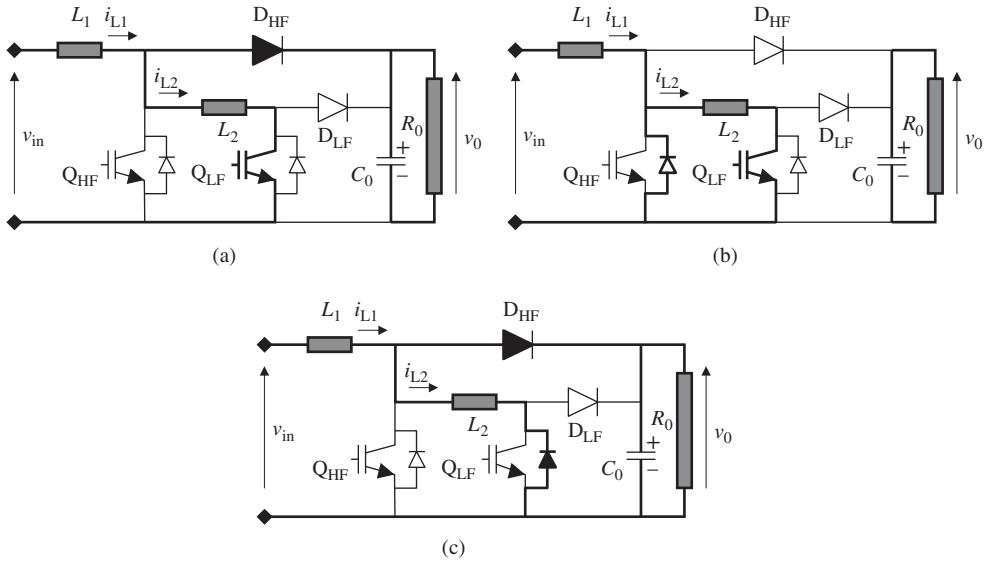 L1 iL1 DHF
iL2
vin L2 DLF R0 v0
QHF QLF C0 + −
(a)
L1 iL1 DHF
iL2
vin L2 DLF R0 v0
QHF QLF C0 + −
(b)
L1 iL1 DHF
iL2
vin L2 DLF R0 v0
QHF QLF C0 + −
(c)